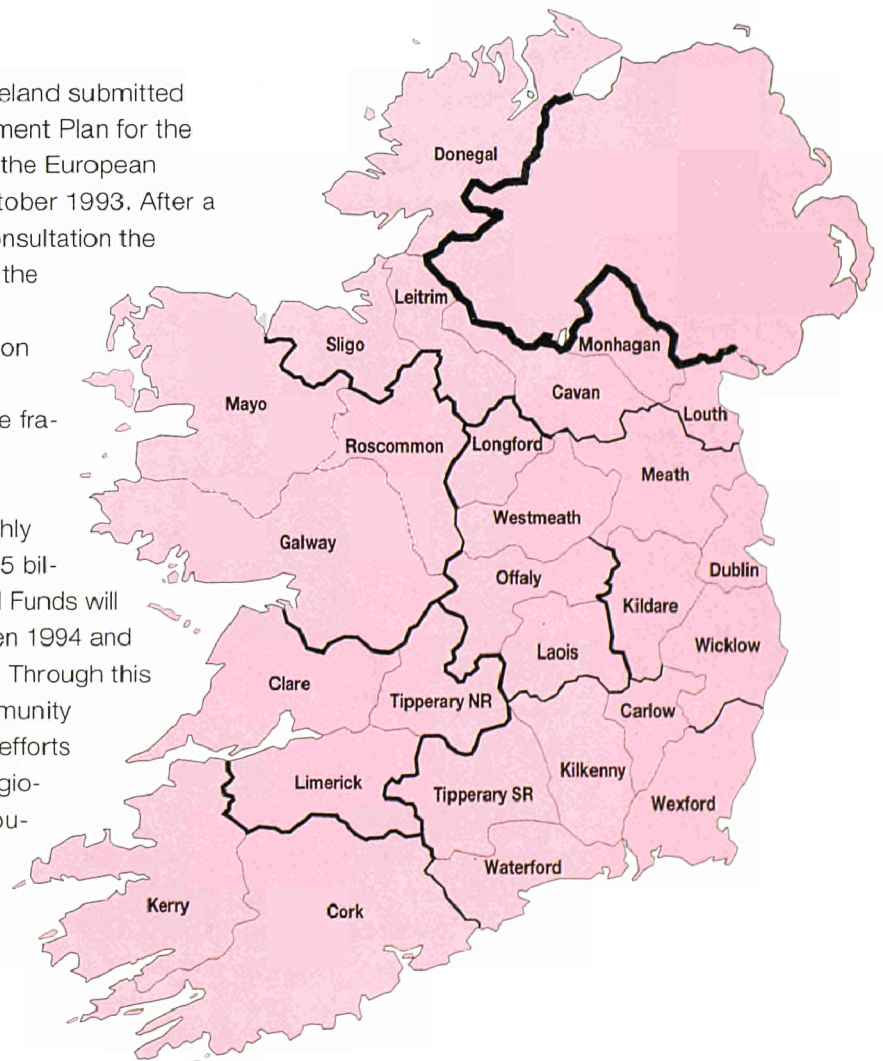 eland submitted
ment Plan for the
the European
tober 1993. After a
onsultation the
the
on
e fra-
hly
5 bil-
l Funds will
en 1994 and
Through this
munity
efforts
gio-
ou-
Donegal
Leitrim
Sligo
Monhagan
Mayo
Cavan
Louth
Roscommon
Longford
Meath
Westmeath
Galway
Offaly
Dublin
Kildare
Laois
Wicklow
Clare
Tipperary NR
Carlow
Limerick
Kilkenny
Tipperary SR
Wexford
Waterford
Kerry
Cork